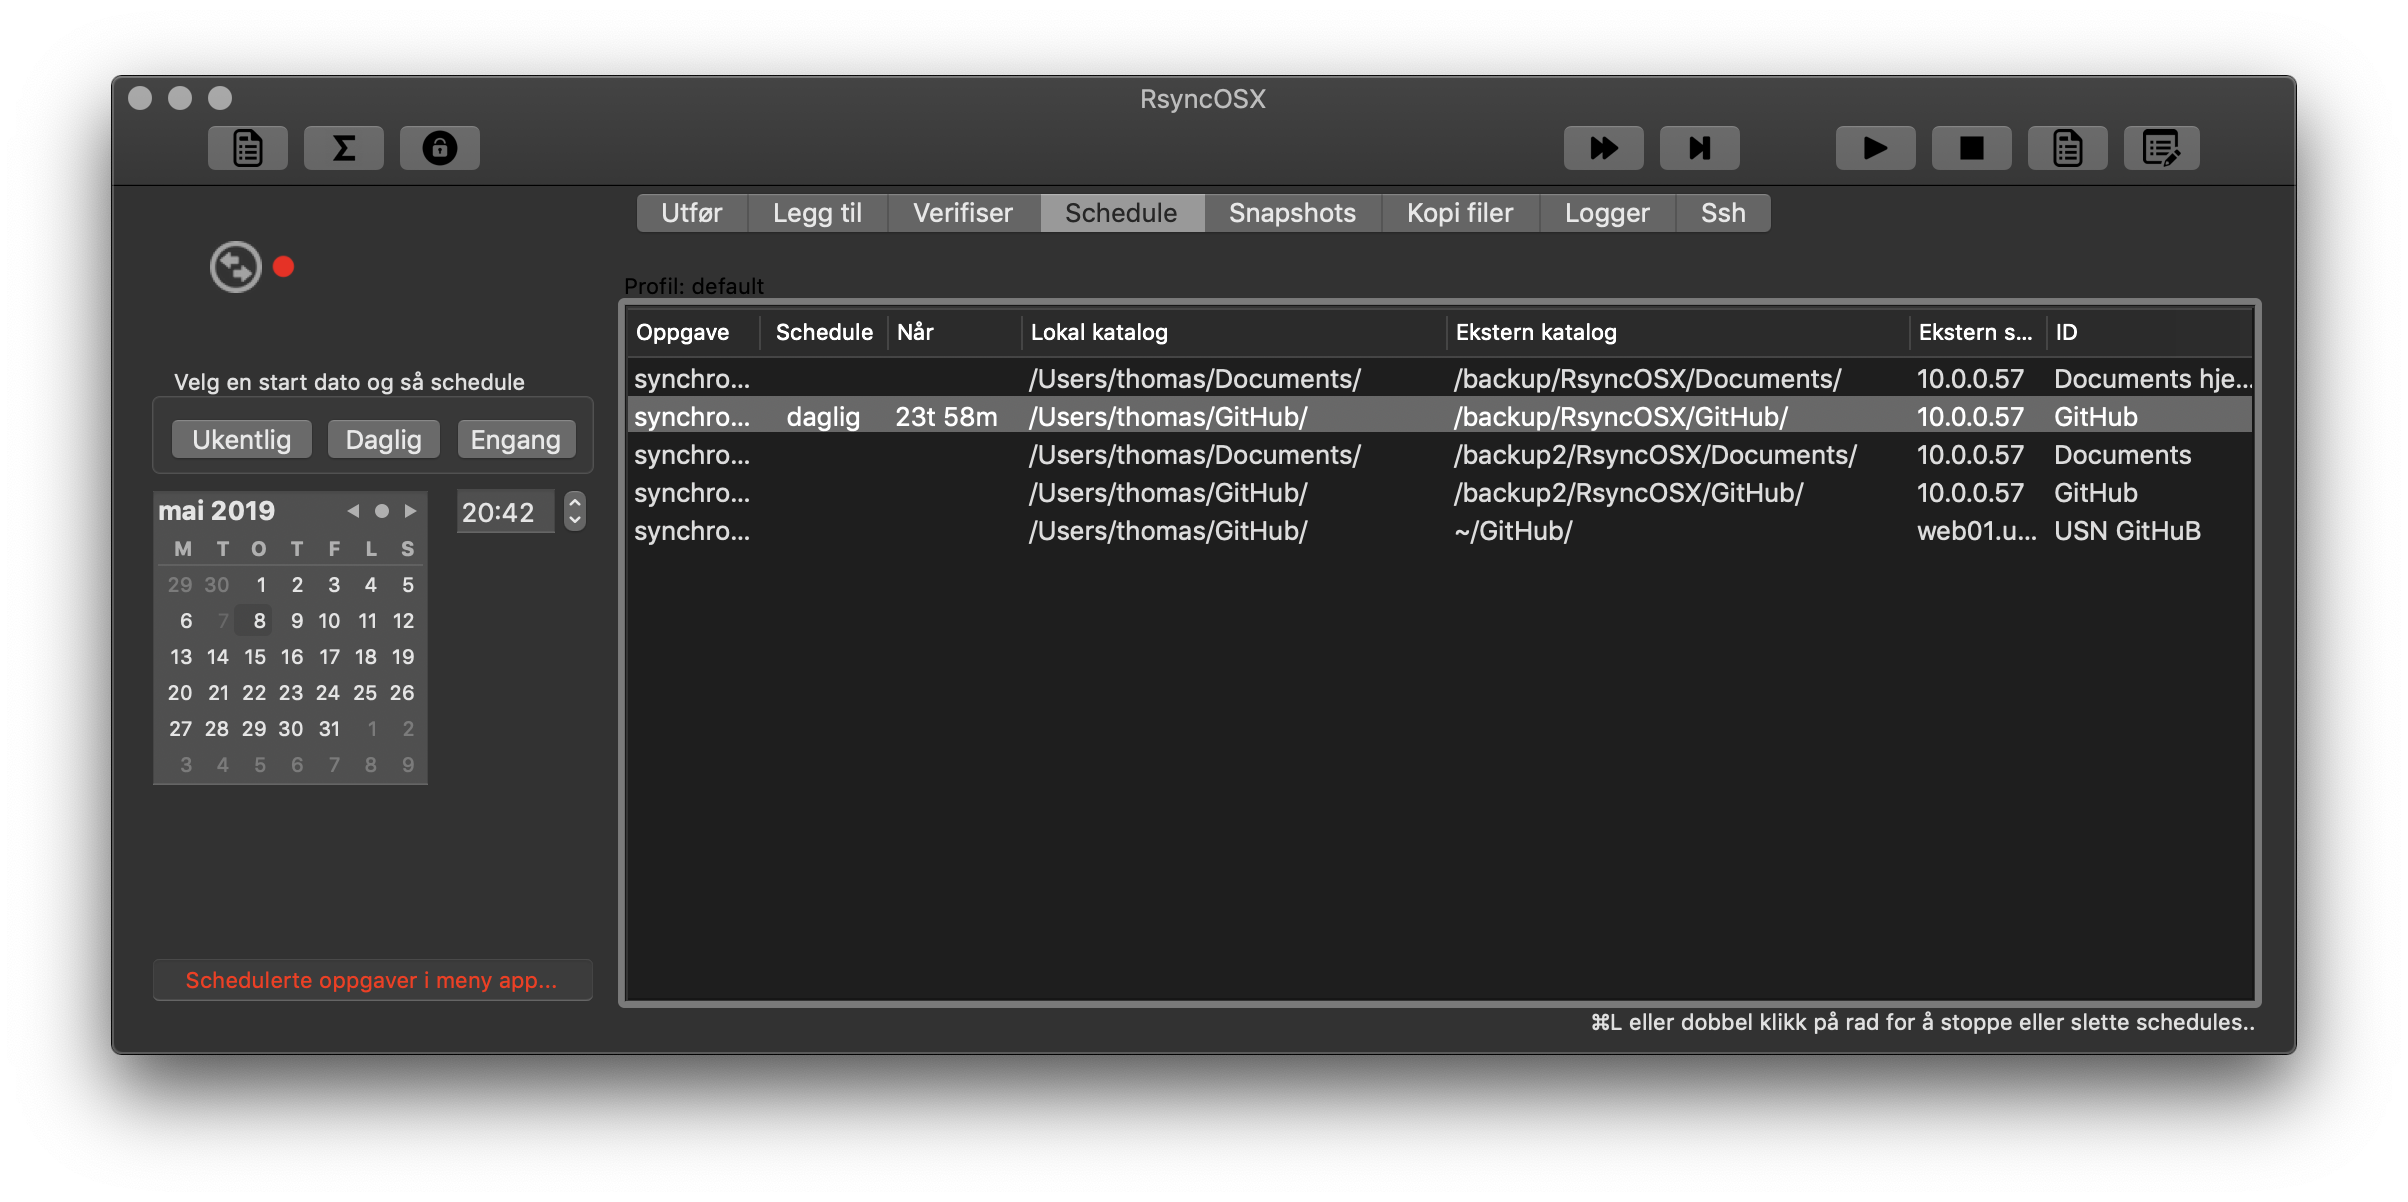 RsyncOSX
Utfør Legg til Verifiser Schedule Snapshots Kopi filer Logger Ssh
Profil: default
Oppgave Schedule Når Lokal katalog Ekstern katalog Ekstern s... ID
synchro... /Users/thomas/Documents/ /backup/RsyncOSX/Documents/ 10.0.0.57 Documents hje...
synchro... daglig 23t 58m /Users/thomas/GitHub/ /backup/RsyncOSX/GitHub/ 10.0.0.57 GitHub
synchro... /Users/thomas/Documents/ /backup2/RsyncOSX/Documents/ 10.0.0.57 Documents
synchro... /Users/thomas/GitHub/ /backup2/RsyncOSX/GitHub/ 10.0.0.57 GitHub
synchro... /Users/thomas/GitHub/ ~/GitHub/ web01.u... USN GitHuB
Velg en start dato og så schedule
Ukentlig Daglig Engang
mai 2019
20:42
M T O T F L S
29 30 1 2 3 4 5
6 7 8 9 10 11 12
13 14 15 16 17 18 19
20 21 22 23 24 25 26
27 28 29 30 31 1 2
3 4 5 6 7 8 9
Schedulerte oppgaver i meny app...
⌘L eller dobbel klikk på rad for å stoppe eller slette schedules..